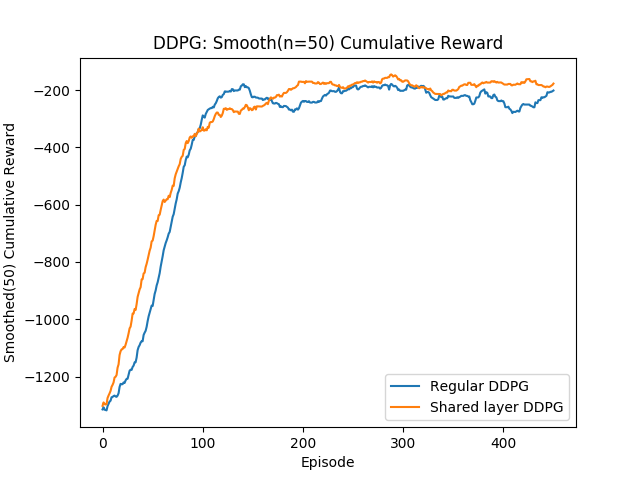 DDPG: Smooth(n=50) Cumulative Reward
Smoothed(50) Cumulative Reward
−200
−400
−600
−800
−1000
−1200
0
100
200
300
400
Episode
Regular DDPG
Shared layer DDPG